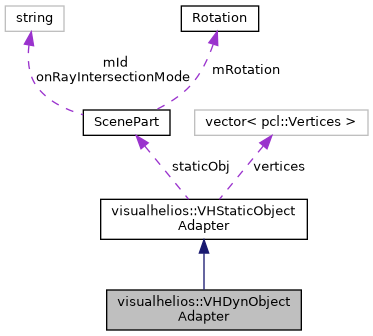 string
Rotation
mId
onRayIntersectionMode
mRotation
ScenePart
vector< pcl::Vertices >
staticObj
vertices
visualhelios::VHStaticObject
Adapter
visualhelios::VHDynObject
Adapter